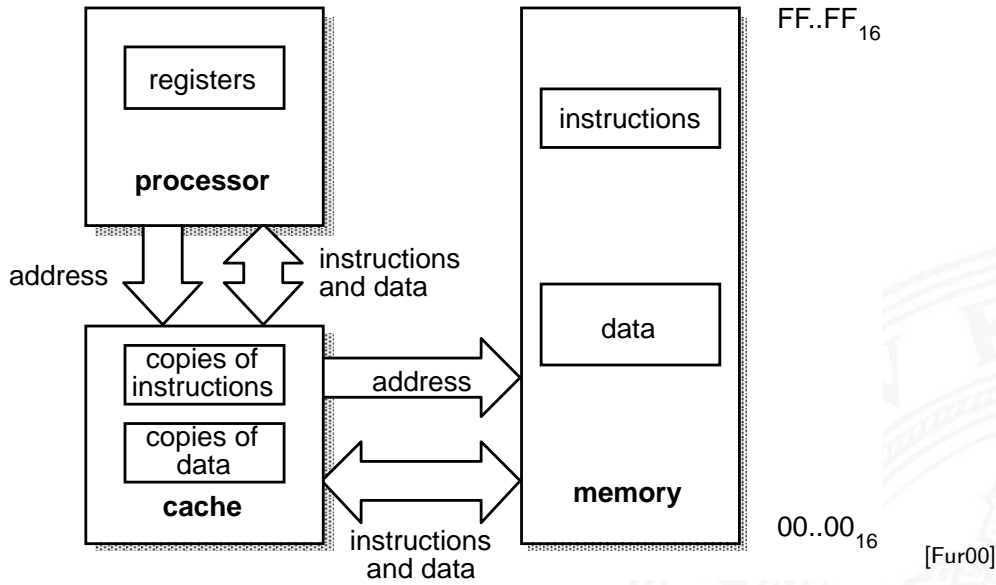 FF..FF16
registers
instructions
processor
address
instructions
and data
data
copies of
instructions
address
copies of
data
cache
memory
00..0016
instructions
and data
[Fur00]